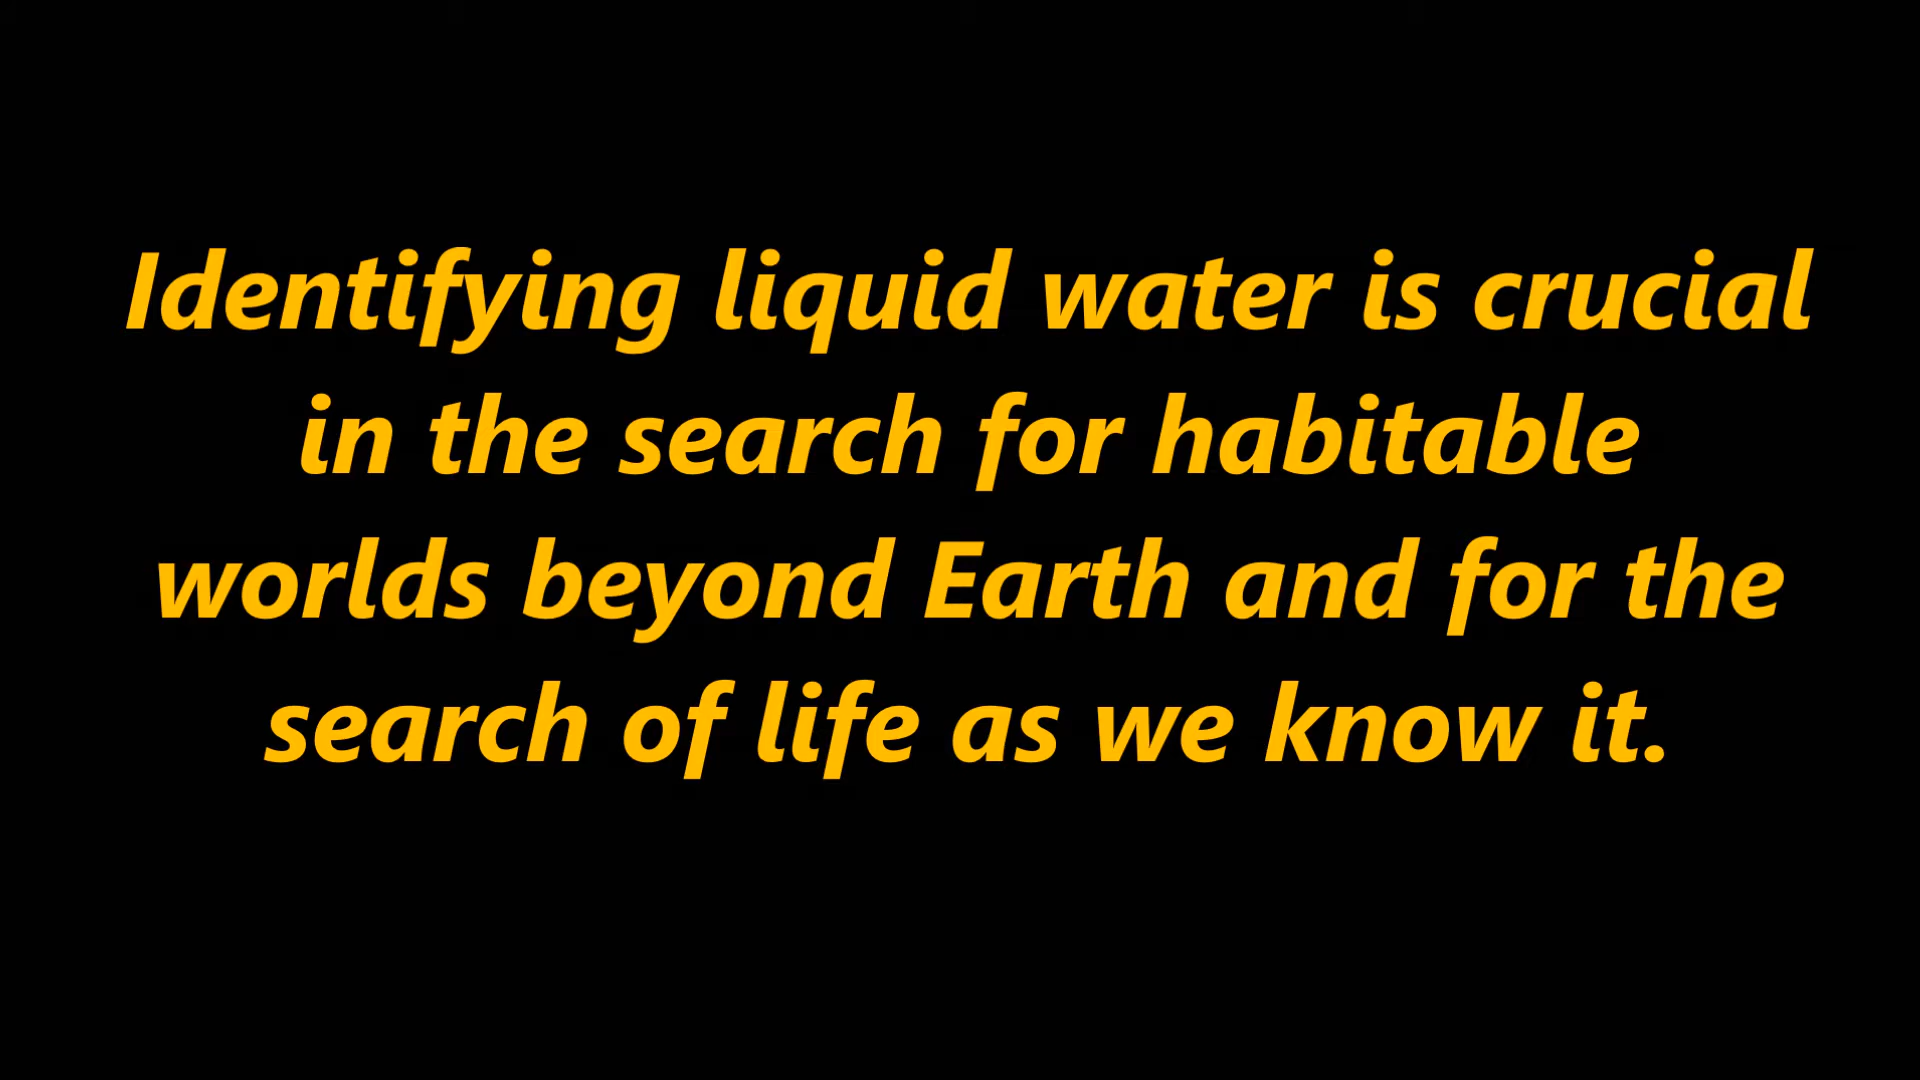 Identifying liquid water is crucial
in the search for habitable
worlds beyond Earth and for the
search of life as we know it.